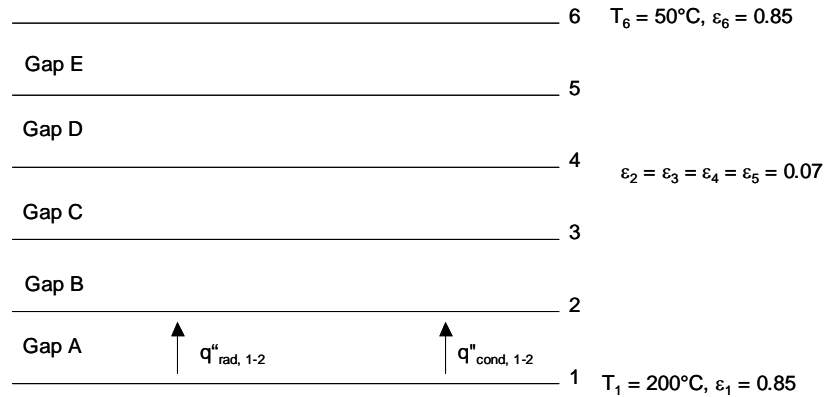 6 T₆ = 50°C, ε₆ = 0.85
Gap E
5
Gap D
4
ε₂ = ε₃ = ε₄ = ε₅ = 0.07
Gap C
3
Gap B
2
Gap A
q“rad, 1-2 q"cond, 1-2
1 T₁ = 200°C, ε₁ = 0.85